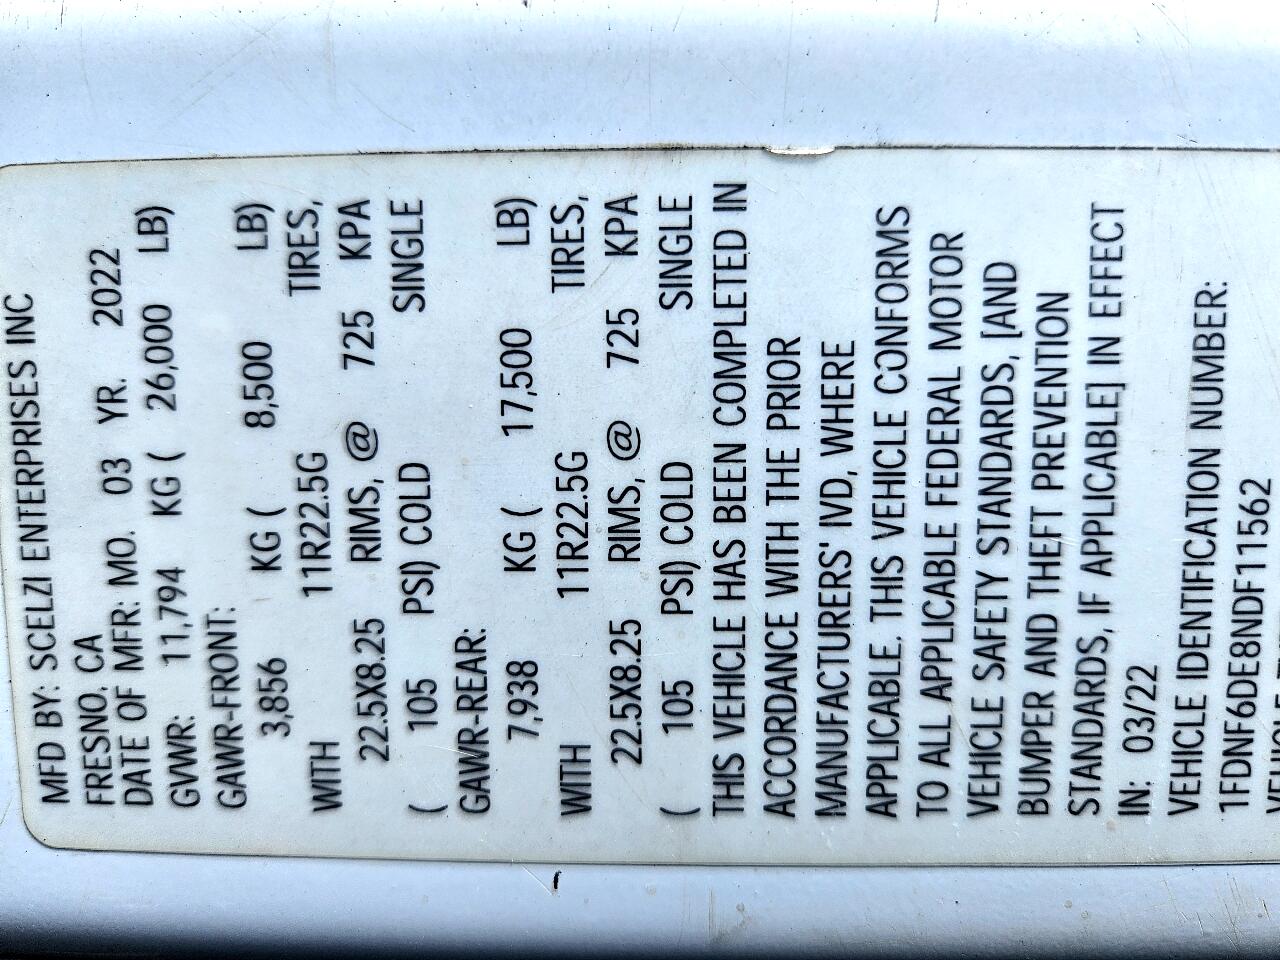 MFD BY: SCELZI ENTERPRISES INC
FRESNO. CA
DATE OF MFR: MO. 03 YR. 2022
GVWR: 11,794 KG ( 26,000 LB)
GAWR-FRONT:
3,856 KG ( 8,500 LB)
WITH 11R22.5G TIRES,
22.5X8.25 RIMS, @ 725 KPA
( 105 PSI) COLD SINGLE
GAWR-REAR:
7,938 KG ( 17,500 LB)
WITH 11R22.5G TIRES,
22.5X8.25 RIMS, @ 725 KPA
( 105 PSI) COLD SINGLE
THIS VEHICLE HAS BEEN COMPLETED IN
ACCORDANCE WITH THE PRIOR
MANUFACTURERS' IVD, WHERE
APPLICABLE. THIS VEHICLE CONFORMS
TO ALL APPLICABLE FEDERAL MOTOR
VEHICLE SAFETY STANDARDS, [AND
BUMPER AND THEFT PREVENTION
STANDARDS, IF APPLICABLE] IN EFFECT
IN: 03/22
VEHICLE IDENTIFICATION NUMBER:
1FDNF6DE8NDF11562